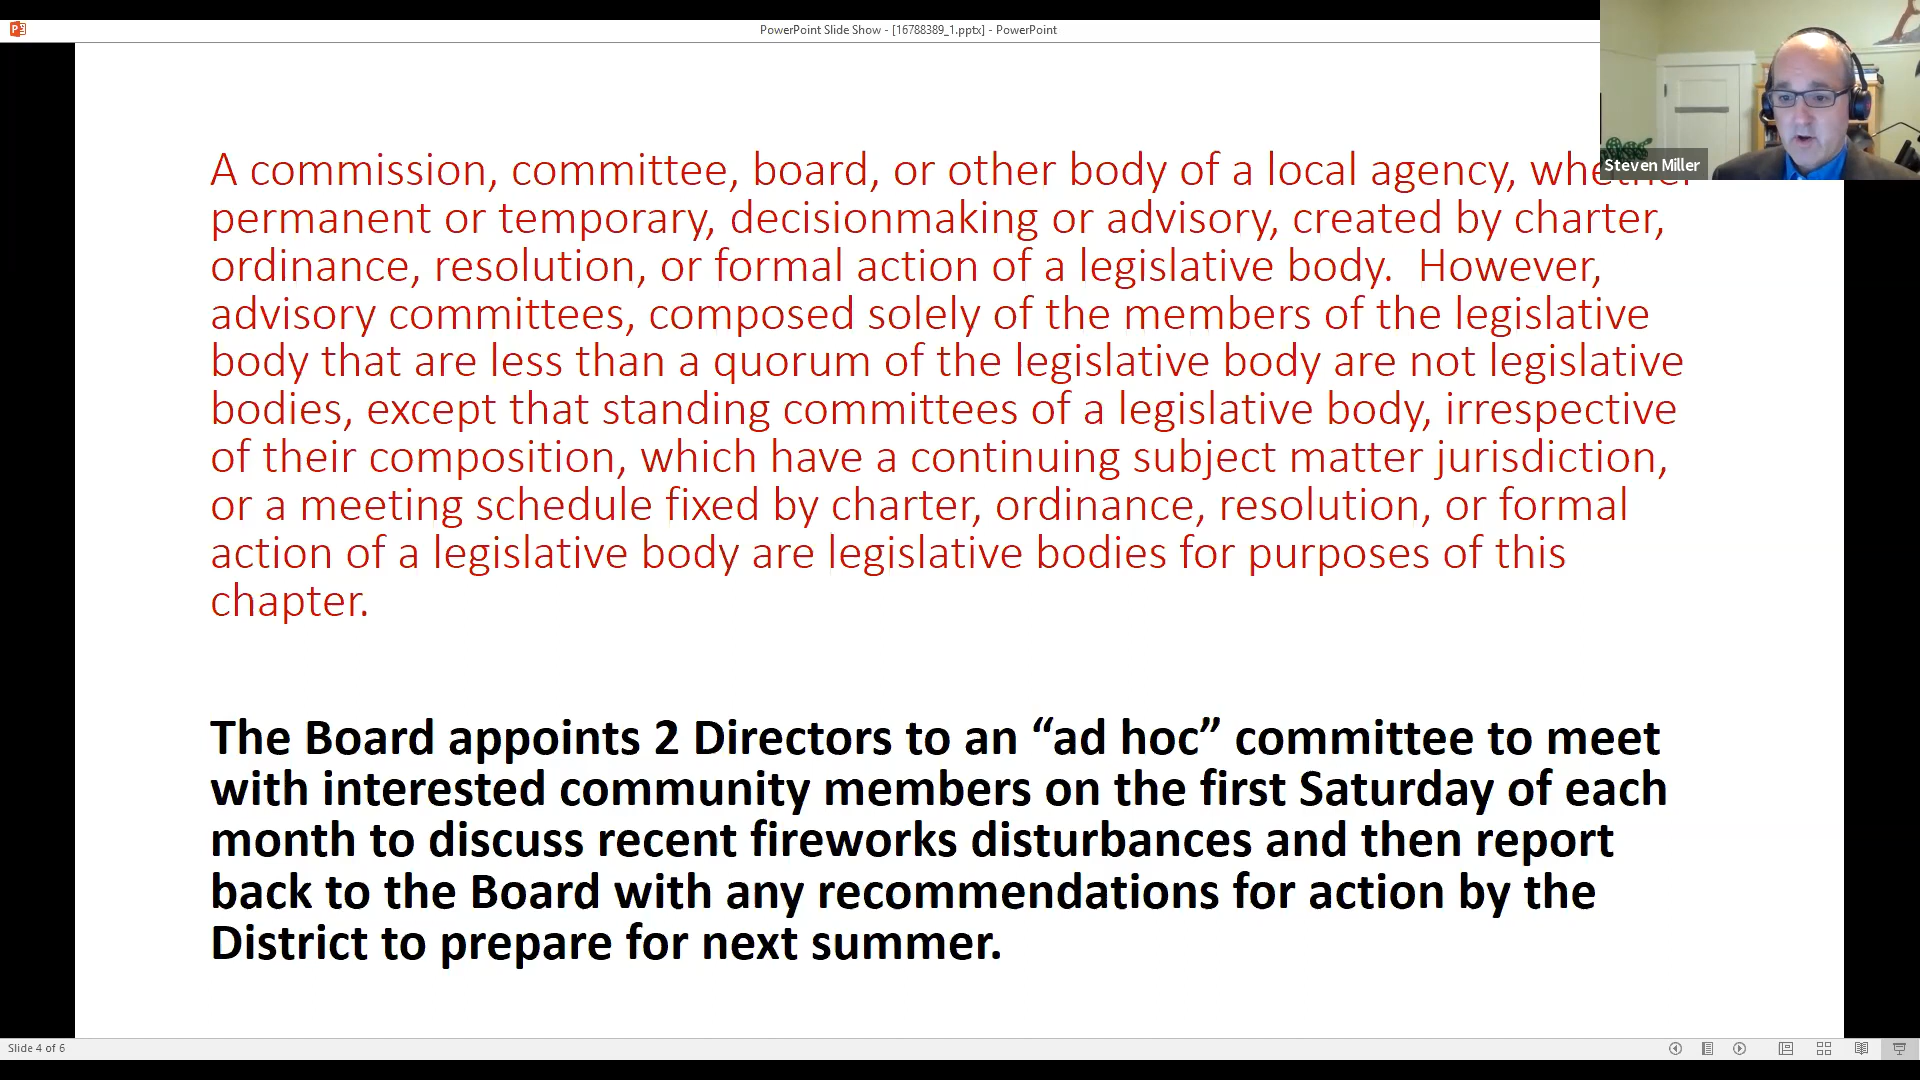 PowerPoint Slide Show - [16788389_1.pptx] - PowerPoint
Steven Miller
A commission, committee, board, or other body of a local agency, whether
permanent or temporary, decisionmaking or advisory, created by charter,
ordinance, resolution, or formal action of a legislative body.  However,
advisory committees, composed solely of the members of the legislative
body that are less than a quorum of the legislative body are not legislative
bodies, except that standing committees of a legislative body, irrespective
of their composition, which have a continuing subject matter jurisdiction,
or a meeting schedule fixed by charter, ordinance, resolution, or formal
action of a legislative body are legislative bodies for purposes of this
chapter.
The Board appoints 2 Directors to an “ad hoc” committee to meet
with interested community members on the first Saturday of each
month to discuss recent fireworks disturbances and then report
back to the Board with any recommendations for action by the
District to prepare for next summer.
Slide 4 of 6